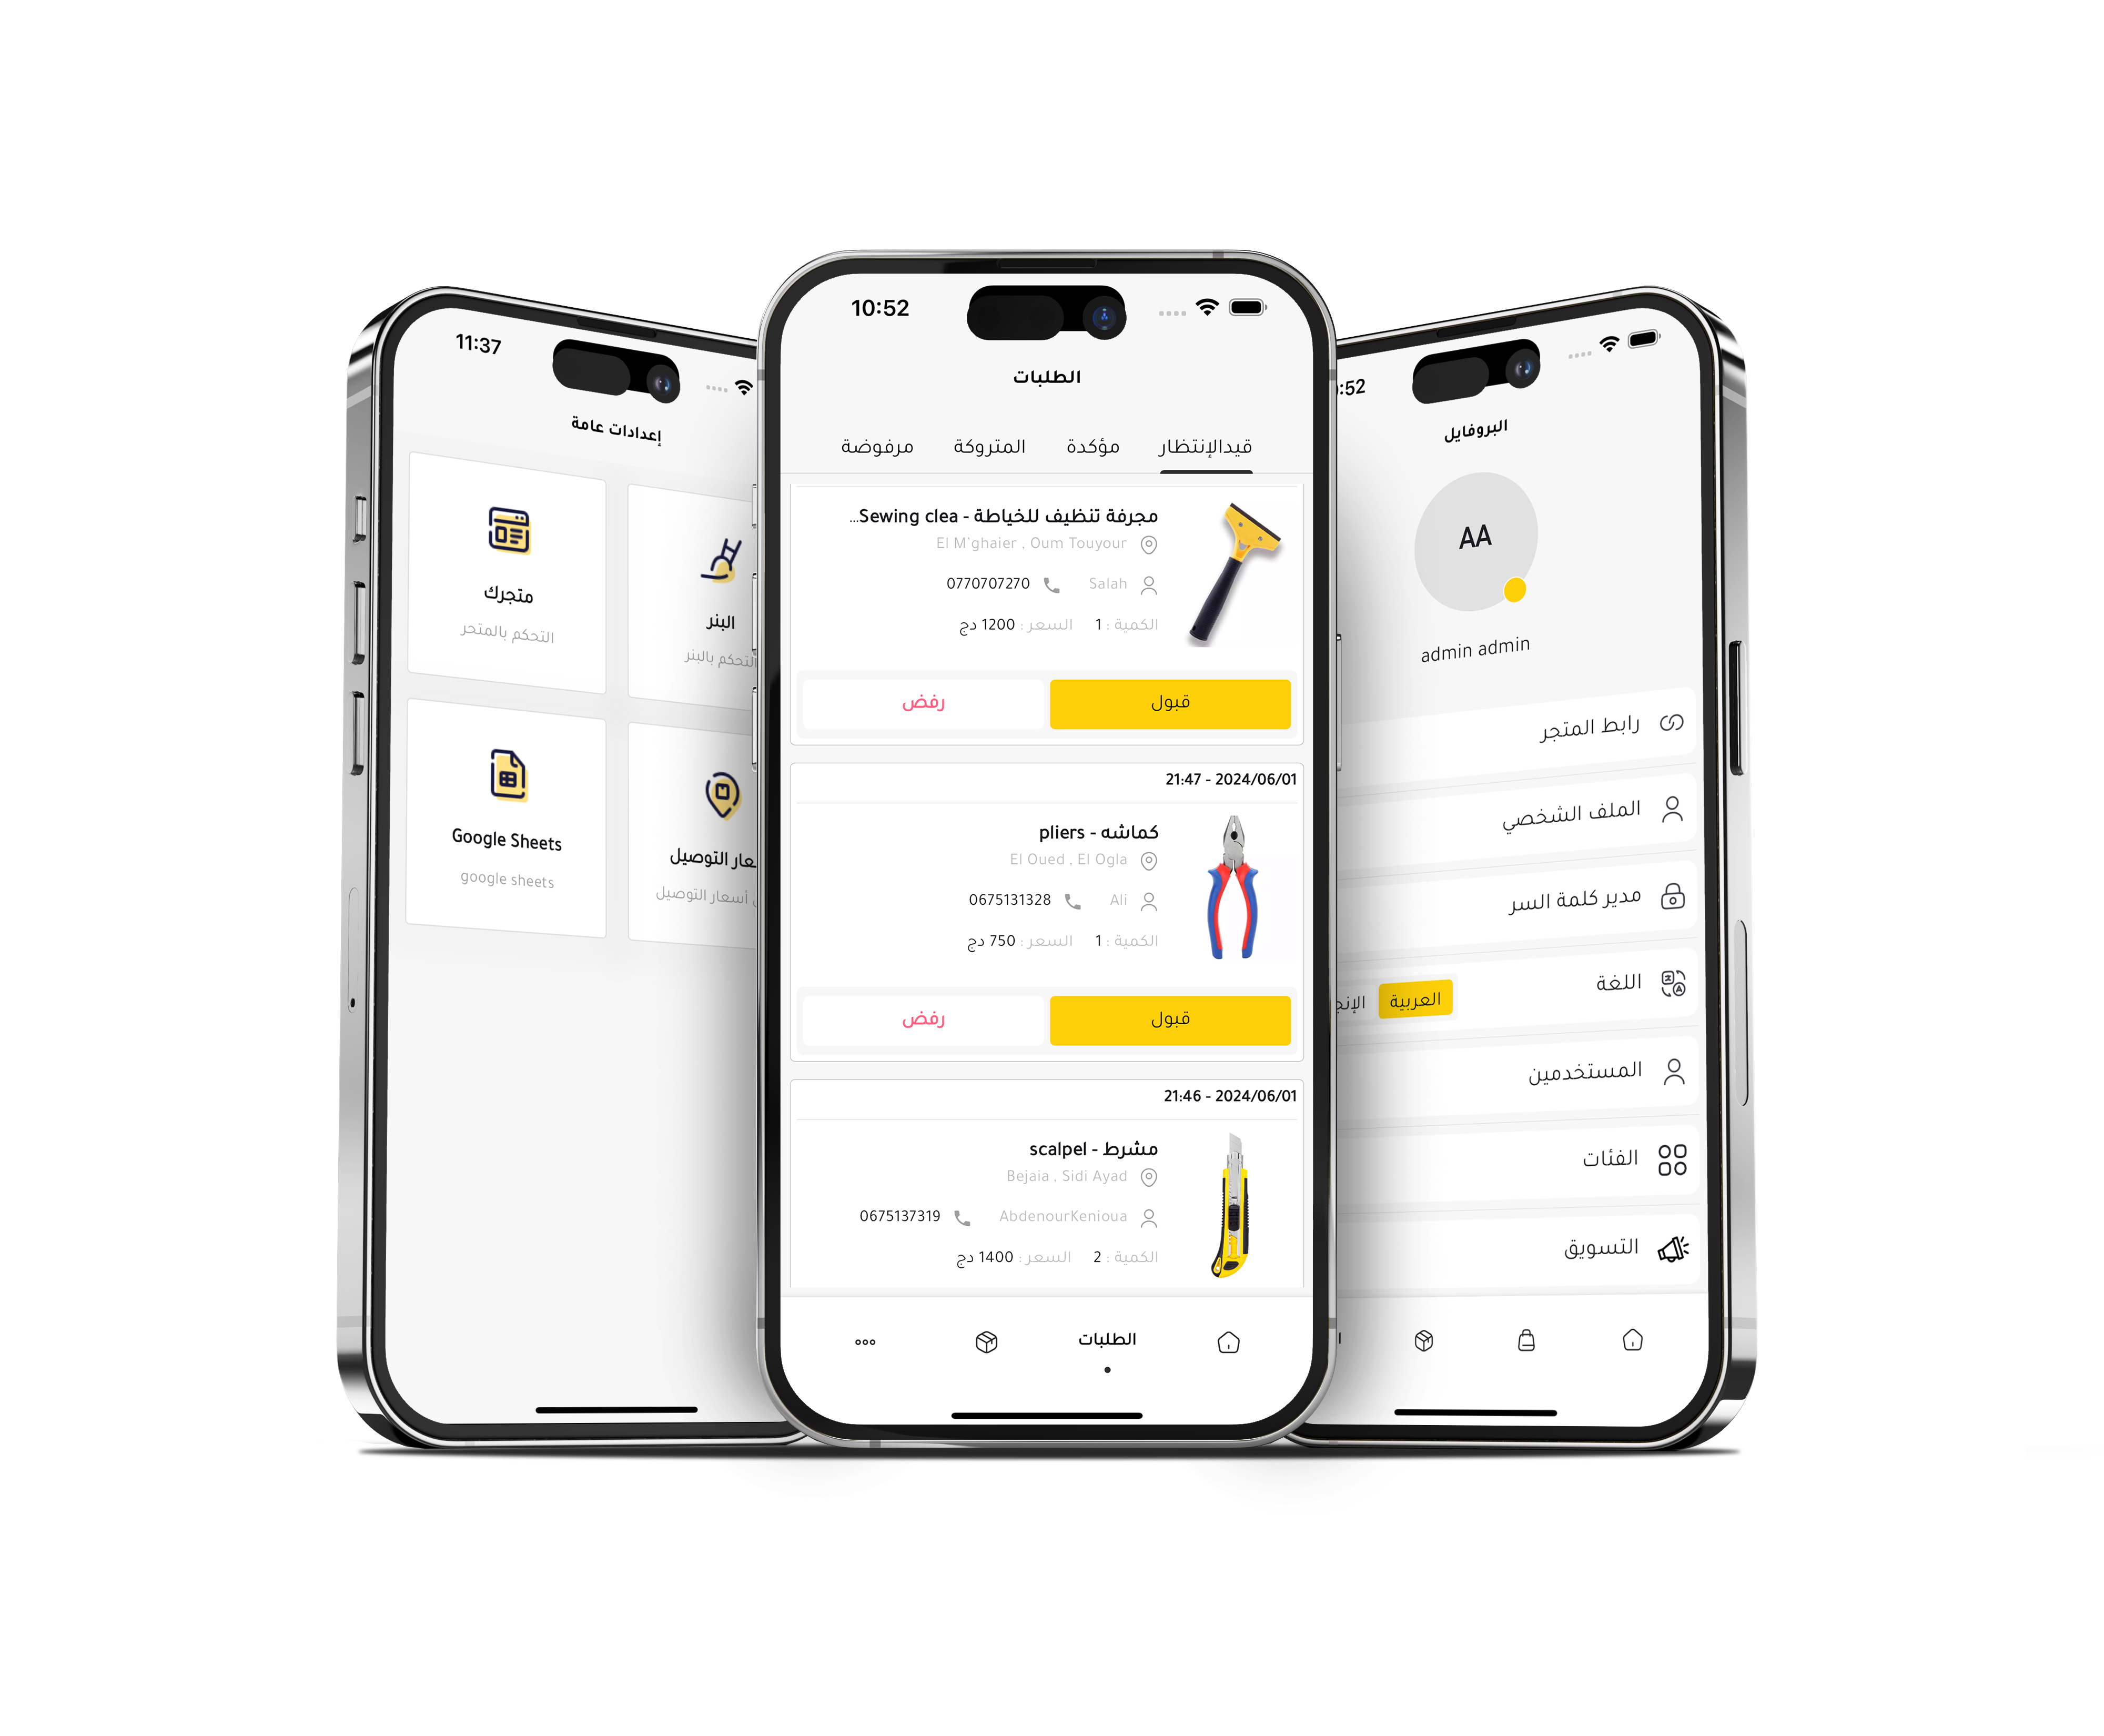 11:37
إعدادات عامة
متجرك
التحكم بالمتجر
البنر
التحكم بالبنر
Google Sheets
google sheets
التوصيل
أسعار التوصيل
10:52
الطلبات
قيدالإنتظار
مؤكدة
المتروكة
مرفوضة
مجرفة تنظيف للخياطة - Sewing clea...
El M'ghaier , Oum Touyour
Salah 0770707270
الكمية : 1 السعر : 1200 دج
قبول
رفض
2024/06/01 - 21:47
كماشه - pliers
El Oued , El Ogla
Ali 0675131328
الكمية : 1 السعر : 750 دج
قبول
رفض
2024/06/01 - 21:46
مشرط - scalpel
Bejaia , Sidi Ayad
AbdenourKenioua 0675137319
الكمية : 2 السعر : 1400 دج
الطلبات
:52
البروفايل
AA
admin admin
رابط المتجر
الملف الشخصي
مدير كلمة السر
اللغة
العربية
المستخدمين
الفئات
التسويق